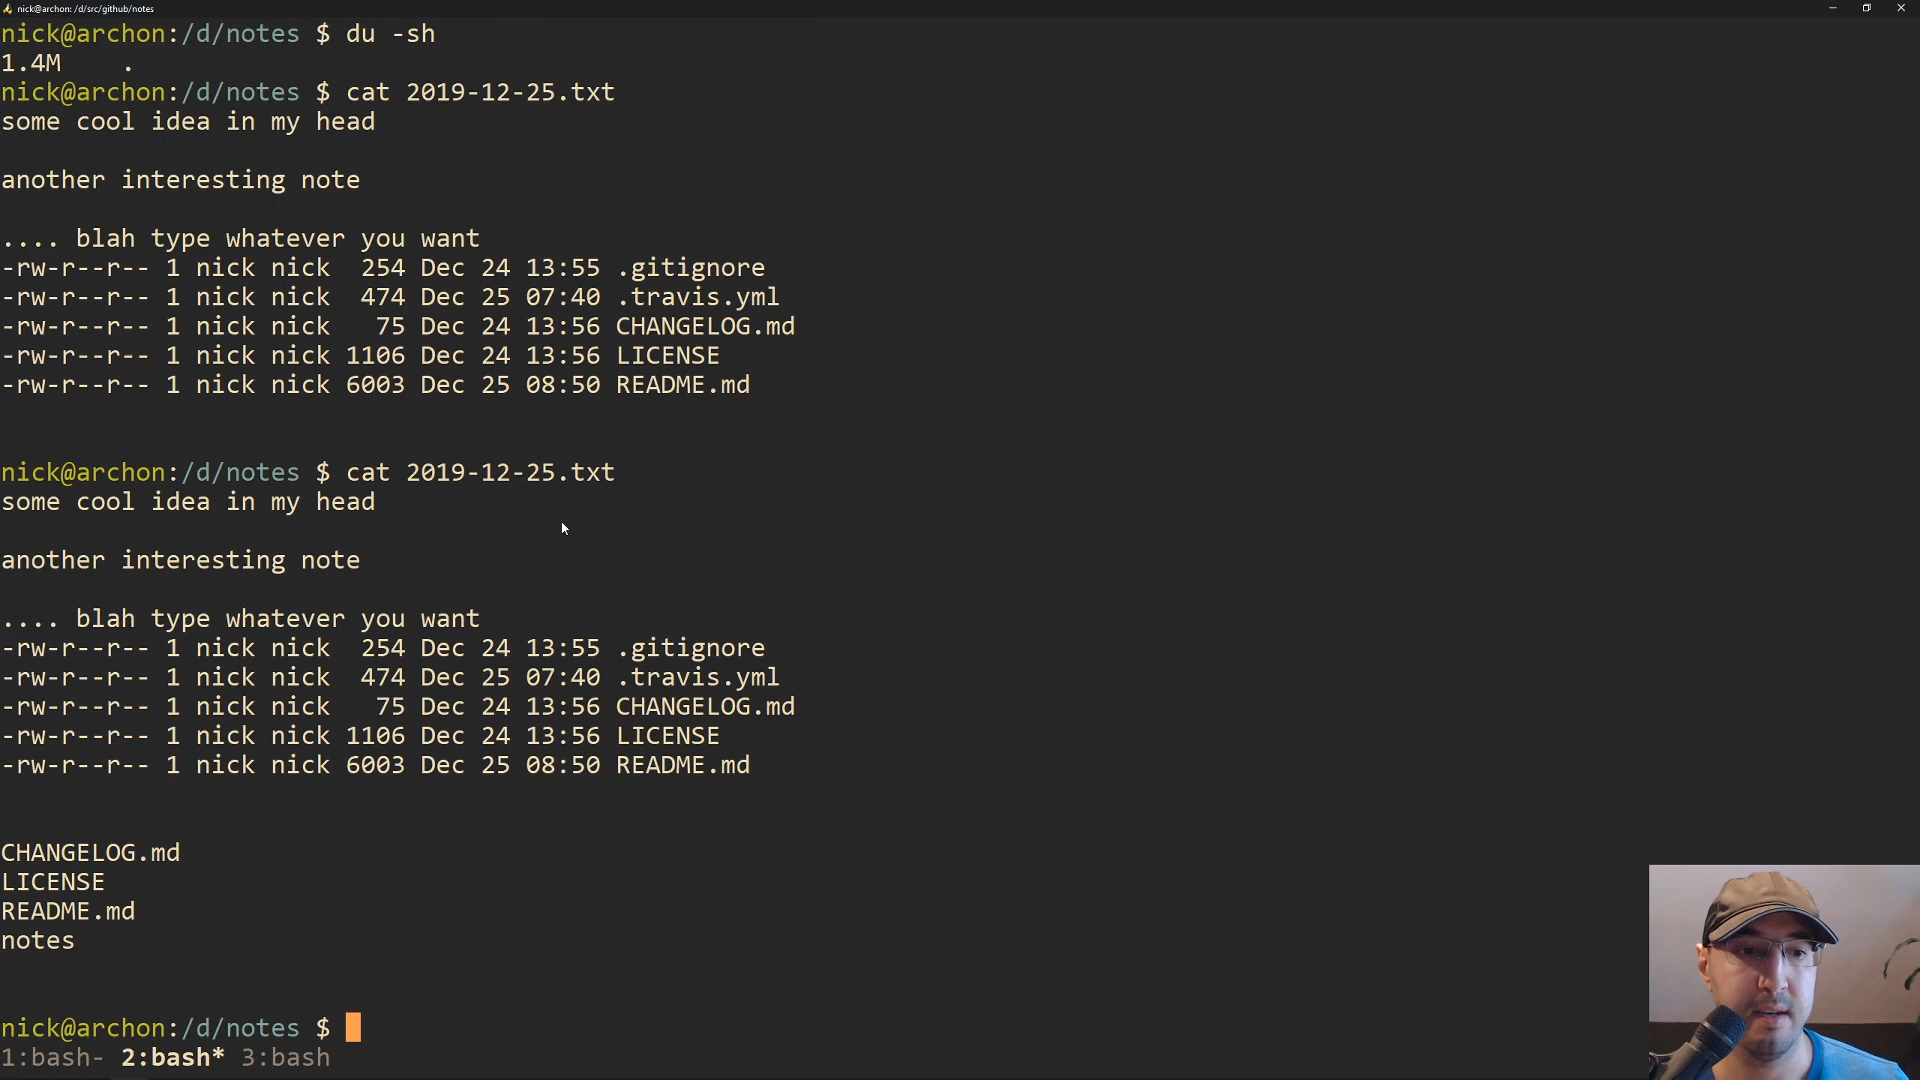 nick@archon: /d/src/github/notes
nick@archon:/d/notes $ du -sh
1.4M    .
nick@archon:/d/notes $ cat 2019-12-25.txt
some cool idea in my head
another interesting note
.... blah type whatever you want
-rw-r--r-- 1 nick nick  254 Dec 24 13:55 .gitignore
-rw-r--r-- 1 nick nick  474 Dec 25 07:40 .travis.yml
-rw-r--r-- 1 nick nick   75 Dec 24 13:56 CHANGELOG.md
-rw-r--r-- 1 nick nick 1106 Dec 24 13:56 LICENSE
-rw-r--r-- 1 nick nick 6003 Dec 25 08:50 README.md
nick@archon:/d/notes $ cat 2019-12-25.txt
some cool idea in my head
another interesting note
.... blah type whatever you want
-rw-r--r-- 1 nick nick  254 Dec 24 13:55 .gitignore
-rw-r--r-- 1 nick nick  474 Dec 25 07:40 .travis.yml
-rw-r--r-- 1 nick nick   75 Dec 24 13:56 CHANGELOG.md
-rw-r--r-- 1 nick nick 1106 Dec 24 13:56 LICENSE
-rw-r--r-- 1 nick nick 6003 Dec 25 08:50 README.md
CHANGELOG.md
LICENSE
README.md
notes
nick@archon:/d/notes $
1:bash- 2:bash* 3:bash